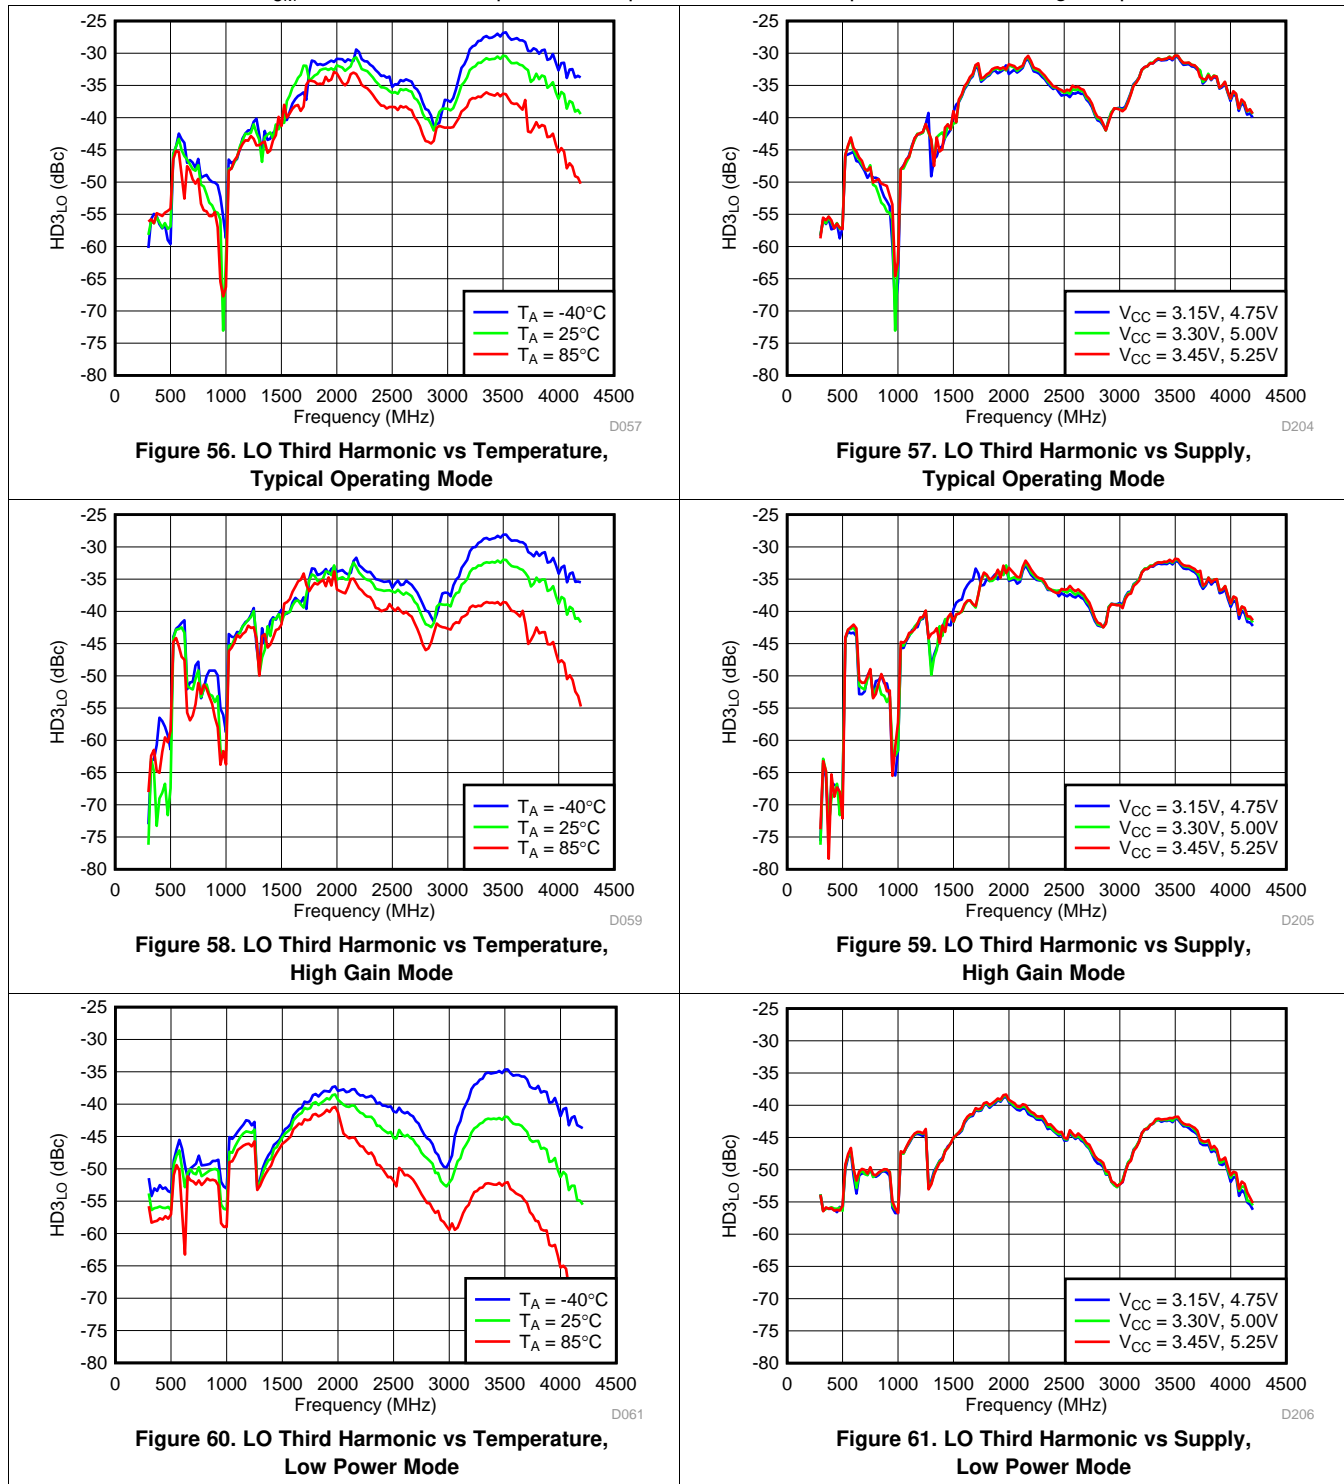 -25
-30
-35
-40
-45
-50
-55
-60
-65
-70
-75
-80
HD3LO (dBc)
TA = -40°C
TA = 25°C
TA = 85°C
0 500 1000 1500 2000 2500 3000 3500 4000 4500
Frequency (MHz)
D057
Figure 56. LO Third Harmonic vs Temperature,
Typical Operating Mode
-25
-30
-35
-40
-45
-50
-55
-60
-65
-70
-75
-80
HD3LO (dBc)
VCC = 3.15V, 4.75V
VCC = 3.30V, 5.00V
VCC = 3.45V, 5.25V
0 500 1000 1500 2000 2500 3000 3500 4000 4500
Frequency (MHz)
D204
Figure 57. LO Third Harmonic vs Supply,
Typical Operating Mode
-25
-30
-35
-40
-45
-50
-55
-60
-65
-70
-75
-80
HD3LO (dBc)
TA = -40°C
TA = 25°C
TA = 85°C
0 500 1000 1500 2000 2500 3000 3500 4000 4500
Frequency (MHz)
D059
Figure 58. LO Third Harmonic vs Temperature,
High Gain Mode
-25
-30
-35
-40
-45
-50
-55
-60
-65
-70
-75
-80
HD3LO (dBc)
VCC = 3.15V, 4.75V
VCC = 3.30V, 5.00V
VCC = 3.45V, 5.25V
0 500 1000 1500 2000 2500 3000 3500 4000 4500
Frequency (MHz)
D205
Figure 59. LO Third Harmonic vs Supply,
High Gain Mode
-25
-30
-35
-40
-45
-50
-55
-60
-65
-70
-75
-80
HD3LO (dBc)
TA = -40°C
TA = 25°C
TA = 85°C
0 500 1000 1500 2000 2500 3000 3500 4000 4500
Frequency (MHz)
D061
Figure 60. LO Third Harmonic vs Temperature,
Low Power Mode
-25
-30
-35
-40
-45
-50
-55
-60
-65
-70
-75
-80
HD3LO (dBc)
VCC = 3.15V, 4.75V
VCC = 3.30V, 5.00V
VCC = 3.45V, 5.25V
0 500 1000 1500 2000 2500 3000 3500 4000 4500
Frequency (MHz)
D206
Figure 61. LO Third Harmonic vs Supply,
Low Power Mode